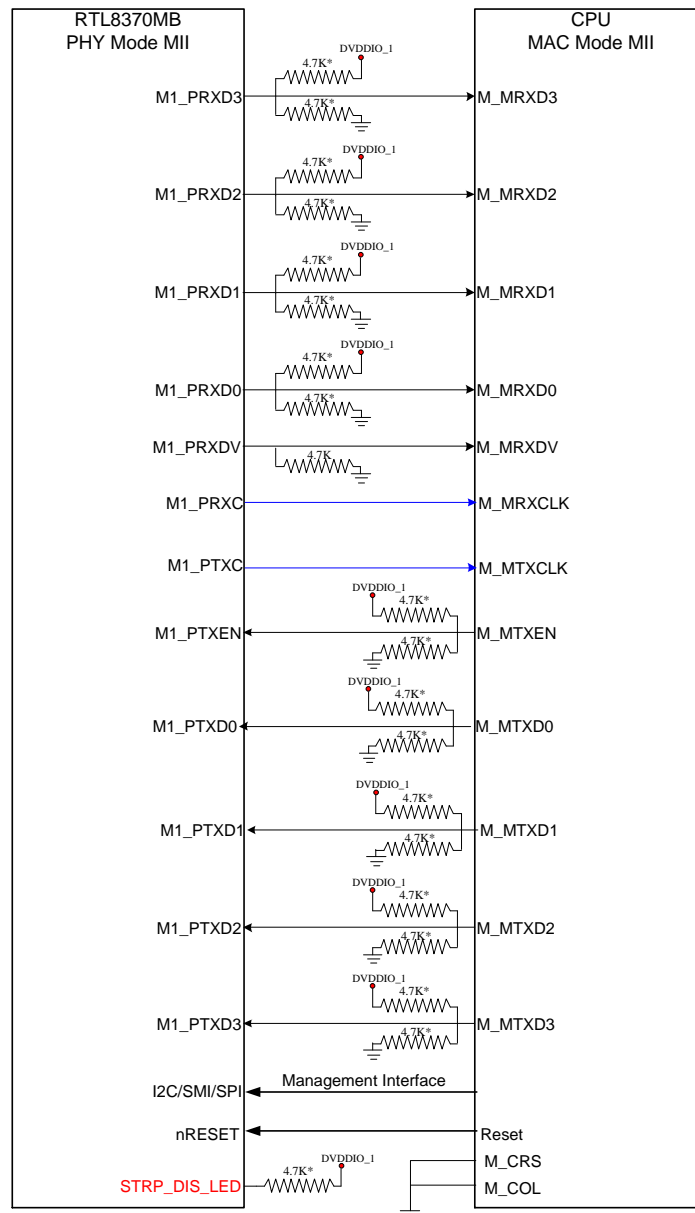 RTL8370MB
PHY Mode MII
CPU
MAC Mode MII
DVDDIO_1
4.7K*
M1_PRXD3
M_MRXD3
4.7K*
DVDDIO_1
4.7K*
M1_PRXD2
M_MRXD2
4.7K*
DVDDIO_1
4.7K*
M1_PRXD1
M_MRXD1
4.7K*
DVDDIO_1
4.7K*
M1_PRXD0
M_MRXD0
4.7K*
M1_PRXDV
M_MRXDV
4.7K
M1_PRXC
M_MRXCLK
M1_PTXC
M_MTXCLK
DVDDIO_1
4.7K*
M1_PTXEN
M_MTXEN
4.7K*
DVDDIO_1
4.7K*
M1_PTXD0
M_MTXD0
4.7K*
DVDDIO_1
4.7K*
M1_PTXD1
M_MTXD1
4.7K*
DVDDIO_1
4.7K*
M1_PTXD2
M_MTXD2
4.7K*
DVDDIO_1
4.7K*
M1_PTXD3
M_MTXD3
4.7K*
Management Interface
I2C/SMI/SPI
nRESET
Reset
DVDDIO_1
M_CRS
4.7K*
STRP_DIS_LED
M_COL